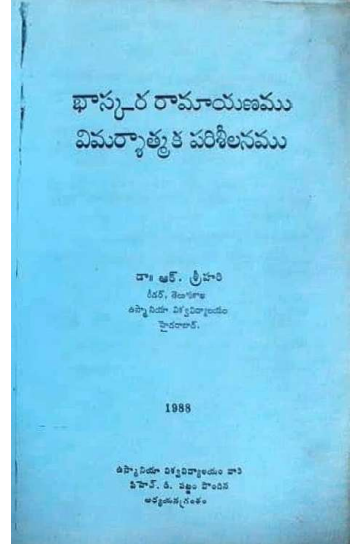 భాస్కర రామాయణము
విమర్శాత్మక పరిశీలనము
డా॥ ఆర్. శ్రీహరి
రీడర్, తెలుగుశాఖ
ఉస్మానియా విశ్వవిద్యాలయం
హైదరాబాద్.
1988
ఉస్మానియా విశ్వవిద్యాలయం వారి
పిహెచ్. డి. పట్టం పొందిన
అధ్యయనగ్రంథం